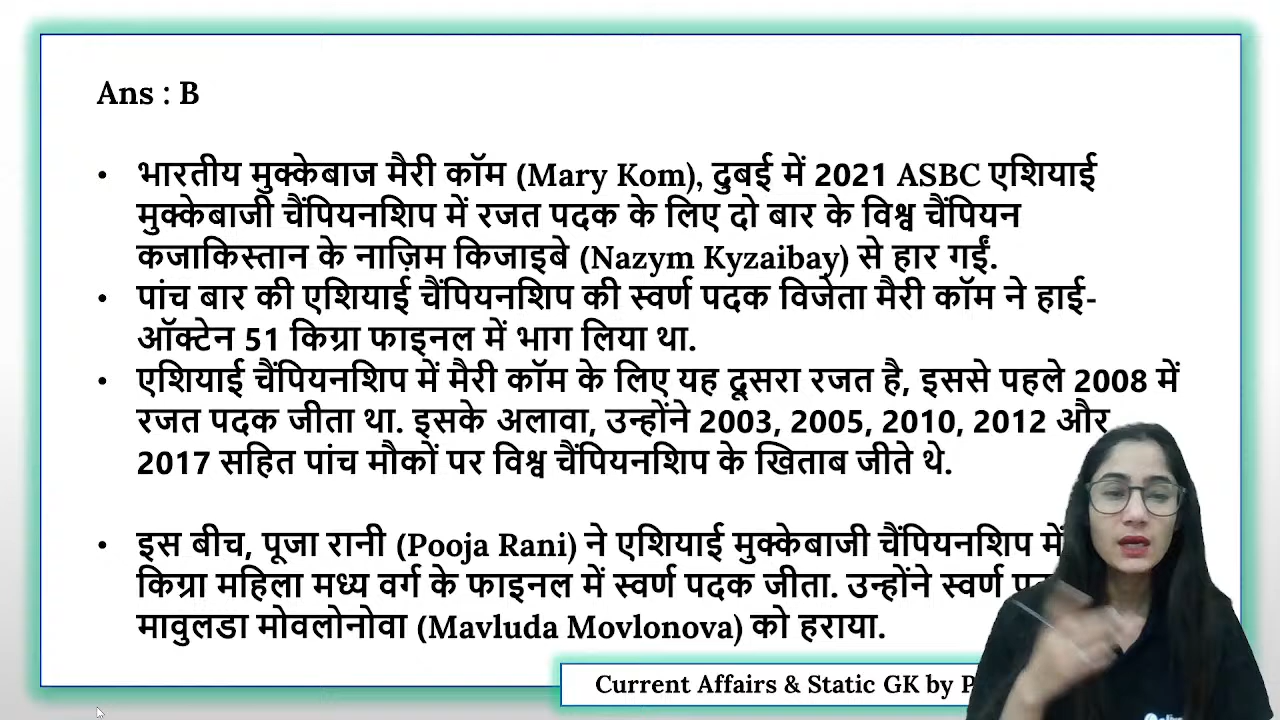 Ans : B
• भारतीय मुक्केबाज मैरी कॉम (Mary Kom), दुबई में 2021 ASBC एशियाई
मुक्केबाजी चैंपियनशिप में रजत पदक के लिए दो बार के विश्व चैंपियन
कजाकिस्तान के नाज़िम किजाइबे (Nazym Kyzaibay) से हार गईं.
• पांच बार की एशियाई चैंपियनशिप की स्वर्ण पदक विजेता मैरी कॉम ने हाई-
ऑक्टेन 51 किग्रा फाइनल में भाग लिया था.
• एशियाई चैंपियनशिप में मैरी कॉम के लिए यह दूसरा रजत है, इससे पहले 2008 में
रजत पदक जीता था. इसके अलावा, उन्होंने 2003, 2005, 2010, 2012 और
2017 सहित पांच मौकों पर विश्व चैंपियनशिप के खिताब जीते थे.
• इस बीच, पूजा रानी (Pooja Rani) ने एशियाई मुक्केबाजी चैंपियनशिप में
किग्रा महिला मध्य वर्ग के फाइनल में स्वर्ण पदक जीता. उन्होंने स्वर्ण
मावुलडा मोवलोनोवा (Mavluda Movlonova) को हराया.
Current Affairs & Static GK by